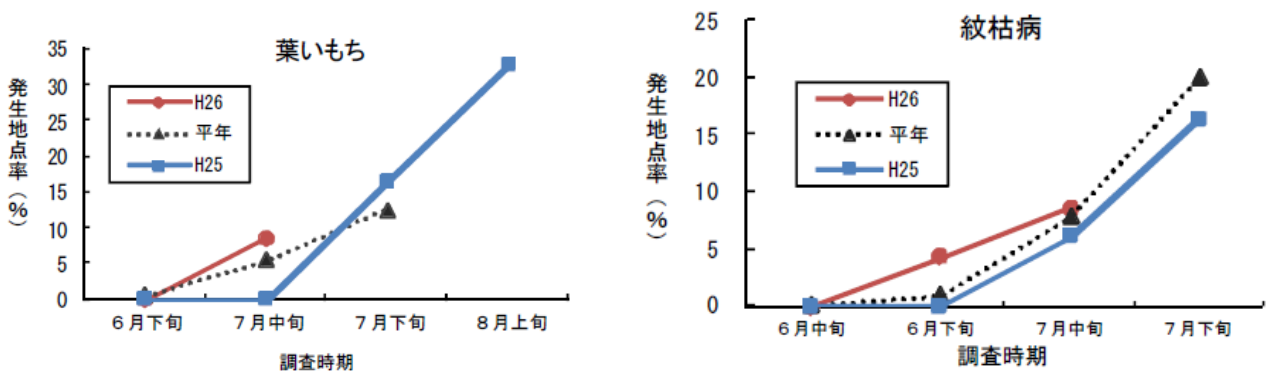 葉いもち
発生地点率(%)
35
30
25
20
15
10
5
0
H26
平年
H25
6月下旬 7月中旬 7月下旬 8月上旬
調査時期
紋枯病
発生地点率(%)
25
20
15
10
5
0
H26
平年
H25
6月中旬 6月下旬 7月中旬 7月下旬
調査時期